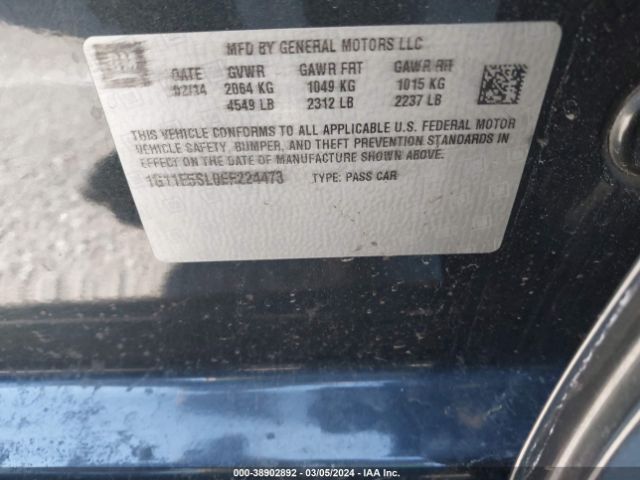 GM
MFD BY GENERAL MOTORS LLC
DATE GVWR GAWR FRT GAWR RR
02/14 2064 KG 1049 KG 1015 KG
4549 LB 2312 LB 2237 LB
THIS VEHICLE CONFORMS TO ALL APPLICABLE U.S. FEDERAL MOTOR
VEHICLE SAFETY, BUMPER, AND THEFT PREVENTION STANDARDS IN
EFFECT ON THE DATE OF MANUFACTURE SHOWN ABOVE.
1G11E5SL0EF224473 TYPE: PASS CAR
000-38902892 - 03/05/2024 - IAA Inc.